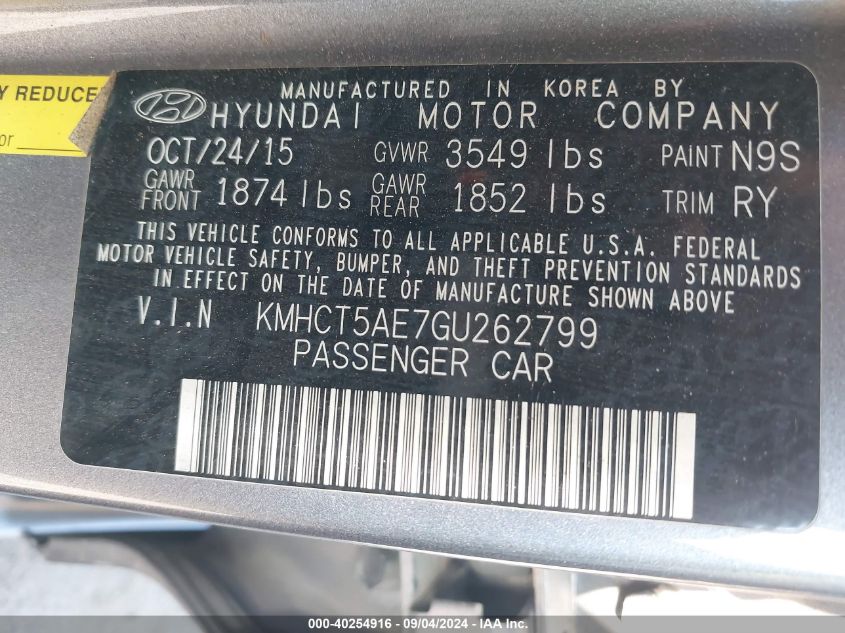 Y REDUCE
or
MANUFACTURED IN KOREA BY
HYUNDAI MOTOR COMPANY
OCT/24/15 GVWR 3549 lbs PAINT N9S
GAWR FRONT 1874 lbs GAWR REAR 1852 lbs TRIM RY
THIS VEHICLE CONFORMS TO ALL APPLICABLE U.S.A. FEDERAL
MOTOR VEHICLE SAFETY, BUMPER, AND THEFT PREVENTION STANDARDS
IN EFFECT ON THE DATE OF MANUFACTURE SHOWN ABOVE.
V.I.N KMHCT5AE7GU262799
PASSENGER CAR
000-40254916 - 09/04/2024 - IAA Inc.